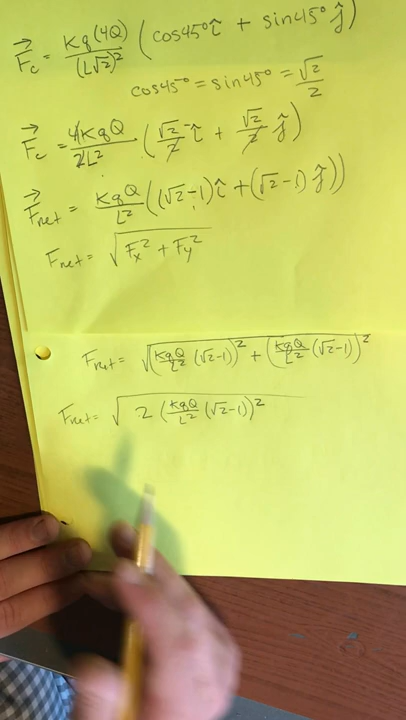 F⃗c = Kq(4Q)/(L√2)² (cos45° î + sin45° ĵ)
cos45° = sin45° = √2/2
F⃗c = 4KqQ/2L² (√2/2 î + √2/2 ĵ)
F⃗net = KqQ/L² ((√2-1) î + (√2-1) ĵ))
Fnet = √(Fx² + Fy²)
Fnet = √((KqQ/L² (√2-1))² + (KqQ/L² (√2-1))²)
Fnet = √(2 (KqQ/L² (√2-1)²